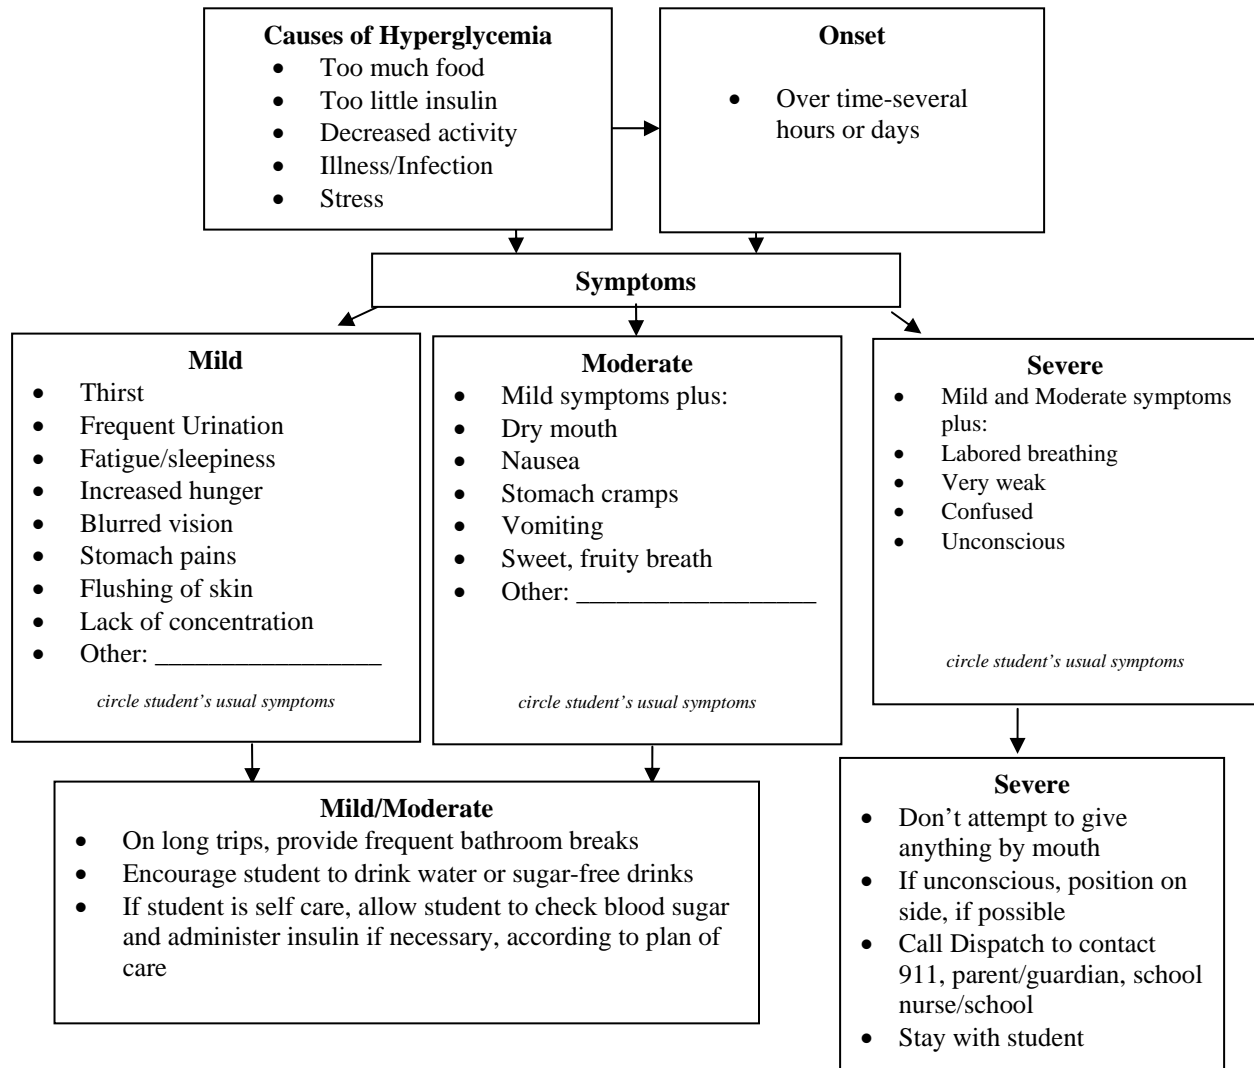 Causes of Hyperglycemia
• Too much food
• Too little insulin
• Decreased activity
• Illness/Infection
• Stress
Onset
• Over time-several
hours or days
Symptoms
Mild
• Thirst
• Frequent Urination
• Fatigue/sleepiness
• Increased hunger
• Blurred vision
• Stomach pains
• Flushing of skin
• Lack of concentration
• Other: _________________
circle student’s usual symptoms
Moderate
• Mild symptoms plus:
• Dry mouth
• Nausea
• Stomach cramps
• Vomiting
• Sweet, fruity breath
• Other: __________________
circle student’s usual symptoms
Severe
• Mild and Moderate symptoms
plus:
• Labored breathing
• Very weak
• Confused
• Unconscious
circle student’s usual symptoms
Mild/Moderate
• On long trips, provide frequent bathroom breaks
• Encourage student to drink water or sugar-free drinks
• If student is self care, allow student to check blood sugar
and administer insulin if necessary, according to plan of
care
Severe
• Don’t attempt to give
anything by mouth
• If unconscious, position on
side, if possible
• Call Dispatch to contact
911, parent/guardian, school
nurse/school
• Stay with student